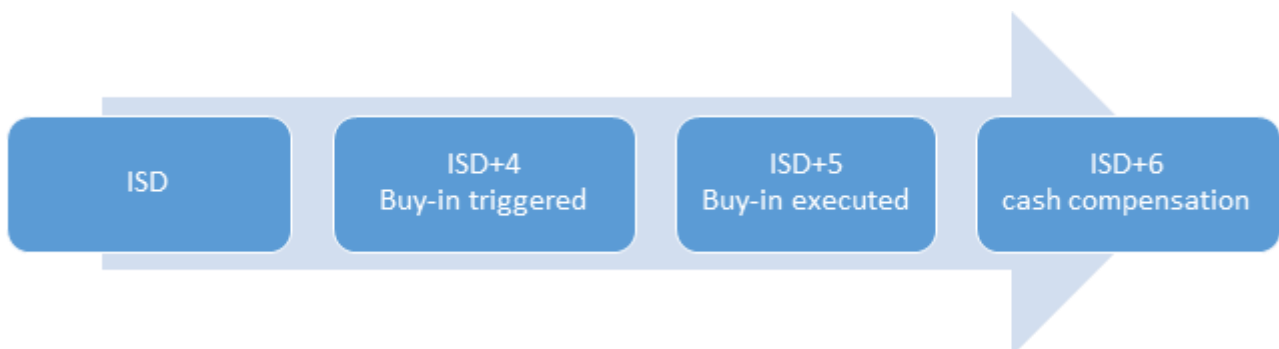 ISD
ISD+4
Buy-in triggered
ISD+5
Buy-in executed
ISD+6
cash compensation